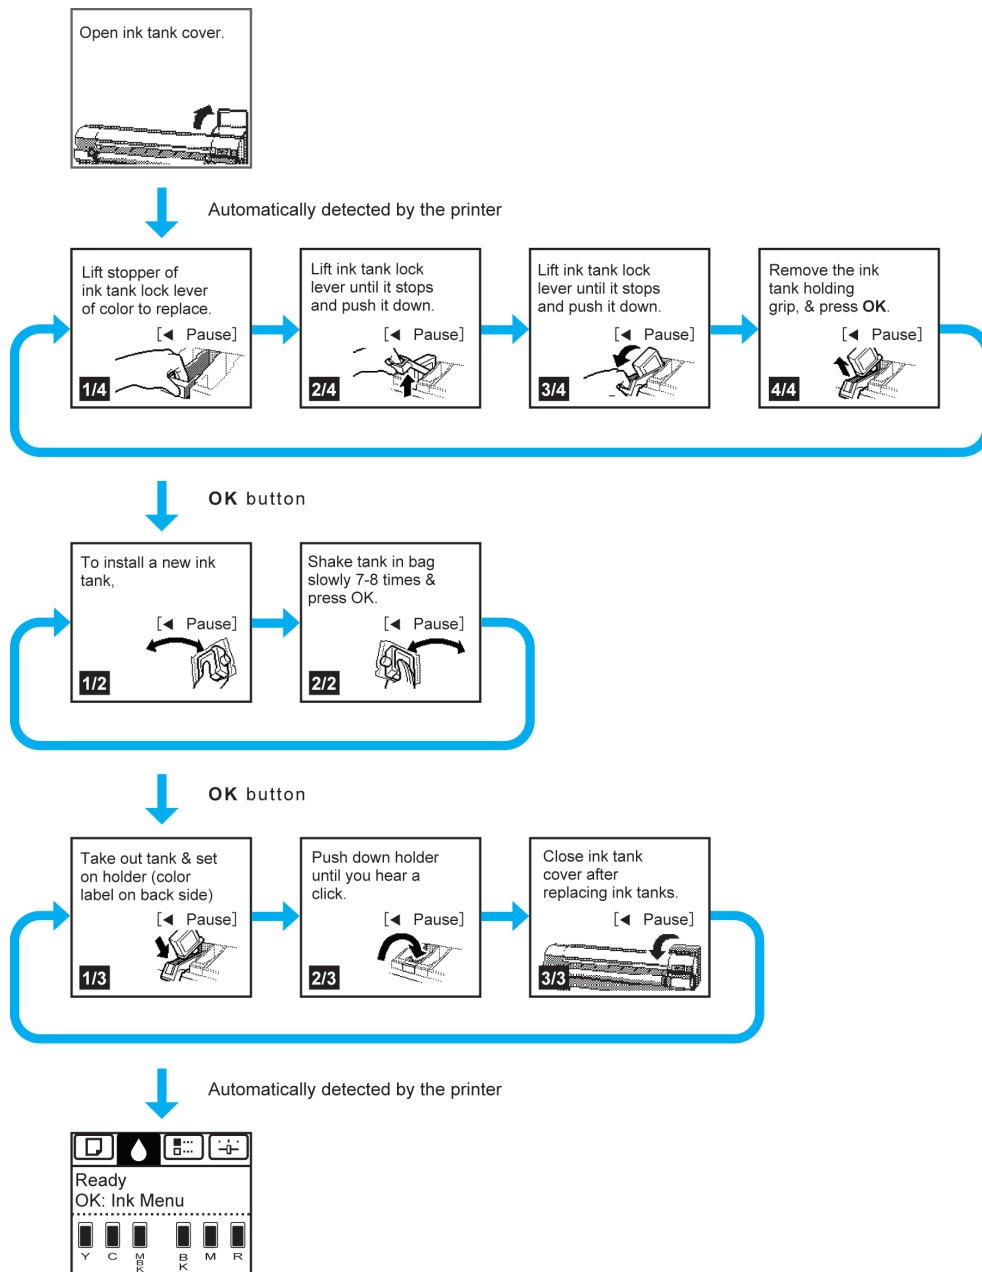 Open ink tank cover.
Automatically detected by the printer
Lift stopper of
ink tank lock lever
of color to replace.
[◀ Pause]
1/4
Lift ink tank lock
lever until it stops
and push it down.
[◀ Pause]
2/4
Lift ink tank lock
lever until it stops
and push it down.
[◀ Pause]
3/4
Remove the ink
tank holding
grip, & press OK.
[◀ Pause]
4/4
OK button
To install a new ink
tank,
[◀ Pause]
1/2
Shake tank in bag
slowly 7-8 times &
press OK.
[◀ Pause]
2/2
OK button
Take out tank & set
on holder (color
label on back side)
[◀ Pause]
1/3
Push down holder
until you hear a
click.
[◀ Pause]
2/3
Close ink tank
cover after
replacing ink tanks.
[◀ Pause]
3/3
Automatically detected by the printer
Ready
OK: Ink Menu
Y C MBK BK M R